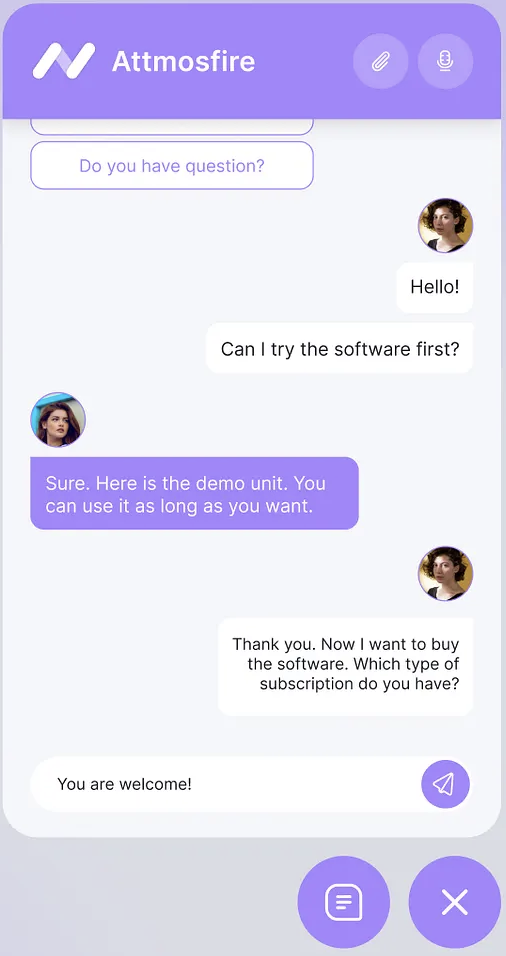 Attmosfire
Do you have question?
Hello!
Can I try the software first?
Sure. Here is the demo unit. You
can use it as long as you want.
Thank you. Now I want to buy
the software. Which type of
subscription do you have?
You are welcome!